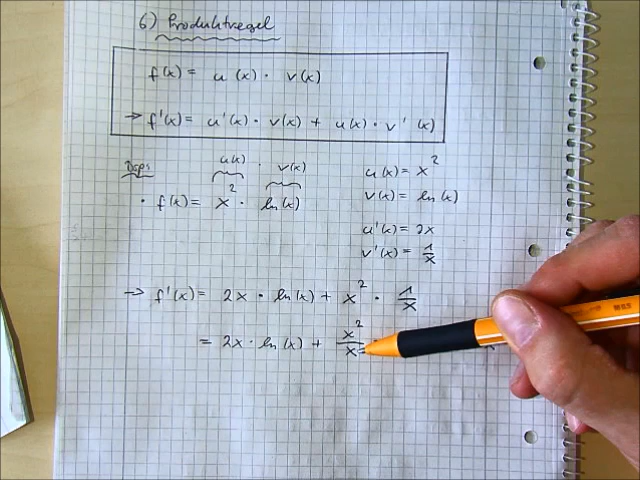 6) Produktregel
f(x) = u(x) · v(x)
→ f'(x) = u'(x) · v(x) + u(x) · v'(x)
Bsps
u(x) · v(x)
· f(x) = x² · ln(x)
u(x) = x²
v(x) = ln(x)
u'(x) = 2x
v'(x) = 1/x
→ f'(x) = 2x · ln(x) + x² · 1/x
= 2x · ln(x) + x²/x